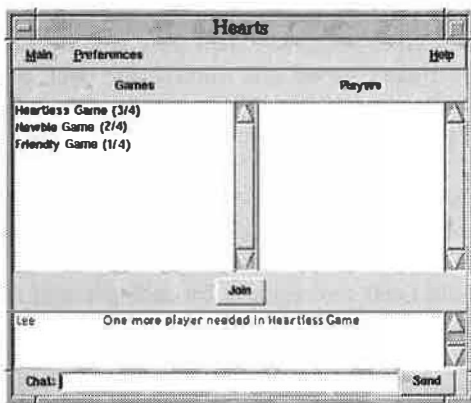 Hearts
Main Preferences Help
Games Players
Heartless Game (3/4)
Newbie Game (2/4)
Friendly Game (1/4)
Join
Lee One more player needed in Heartless Game
Chat: Send